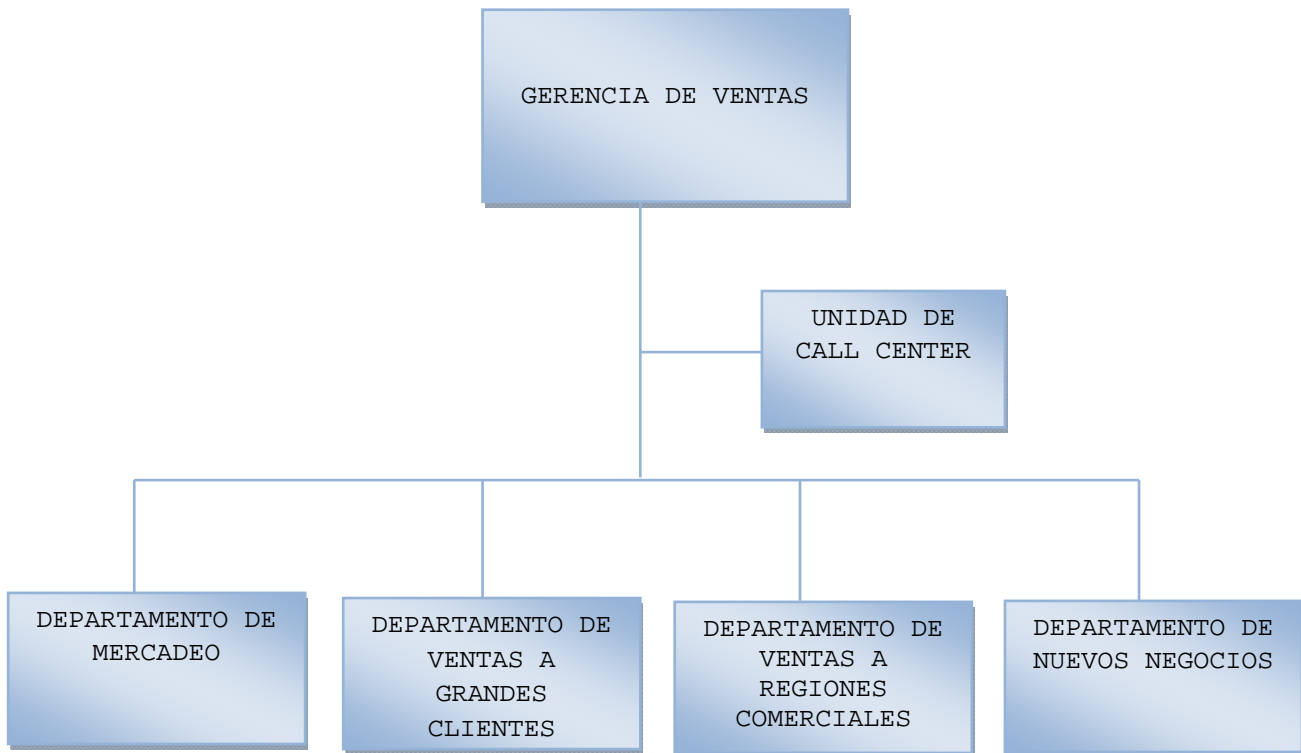 GERENCIA DE VENTAS
UNIDAD DE
CALL CENTER
DEPARTAMENTO DE
MERCADEO
DEPARTAMENTO DE
VENTAS A
GRANDES
CLIENTES
DEPARTAMENTO DE
VENTAS A
REGIONES
COMERCIALES
DEPARTAMENTO DE
NUEVOS NEGOCIOS